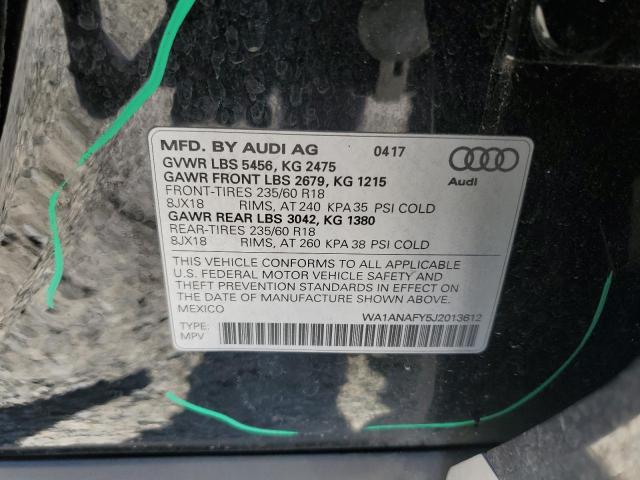 MFD. BY AUDI AG 0417
GVWR LBS 5456, KG 2475
GAWR FRONT LBS 2679, KG 1215
FRONT-TIRES 235/60 R18
8JX18 RIMS, AT 240 KPA 35 PSI COLD
GAWR REAR LBS 3042, KG 1380
REAR-TIRES 235/60 R18
8JX18 RIMS, AT 260 KPA 38 PSI COLD
Audi
THIS VEHICLE CONFORMS TO ALL APPLICABLE
U.S. FEDERAL MOTOR VEHICLE SAFETY AND
THEFT PREVENTION STANDARDS IN EFFECT ON
THE DATE OF MANUFACTURE SHOWN ABOVE.
MEXICO
WA1ANAFY5J2013612
TYPE:
MPV